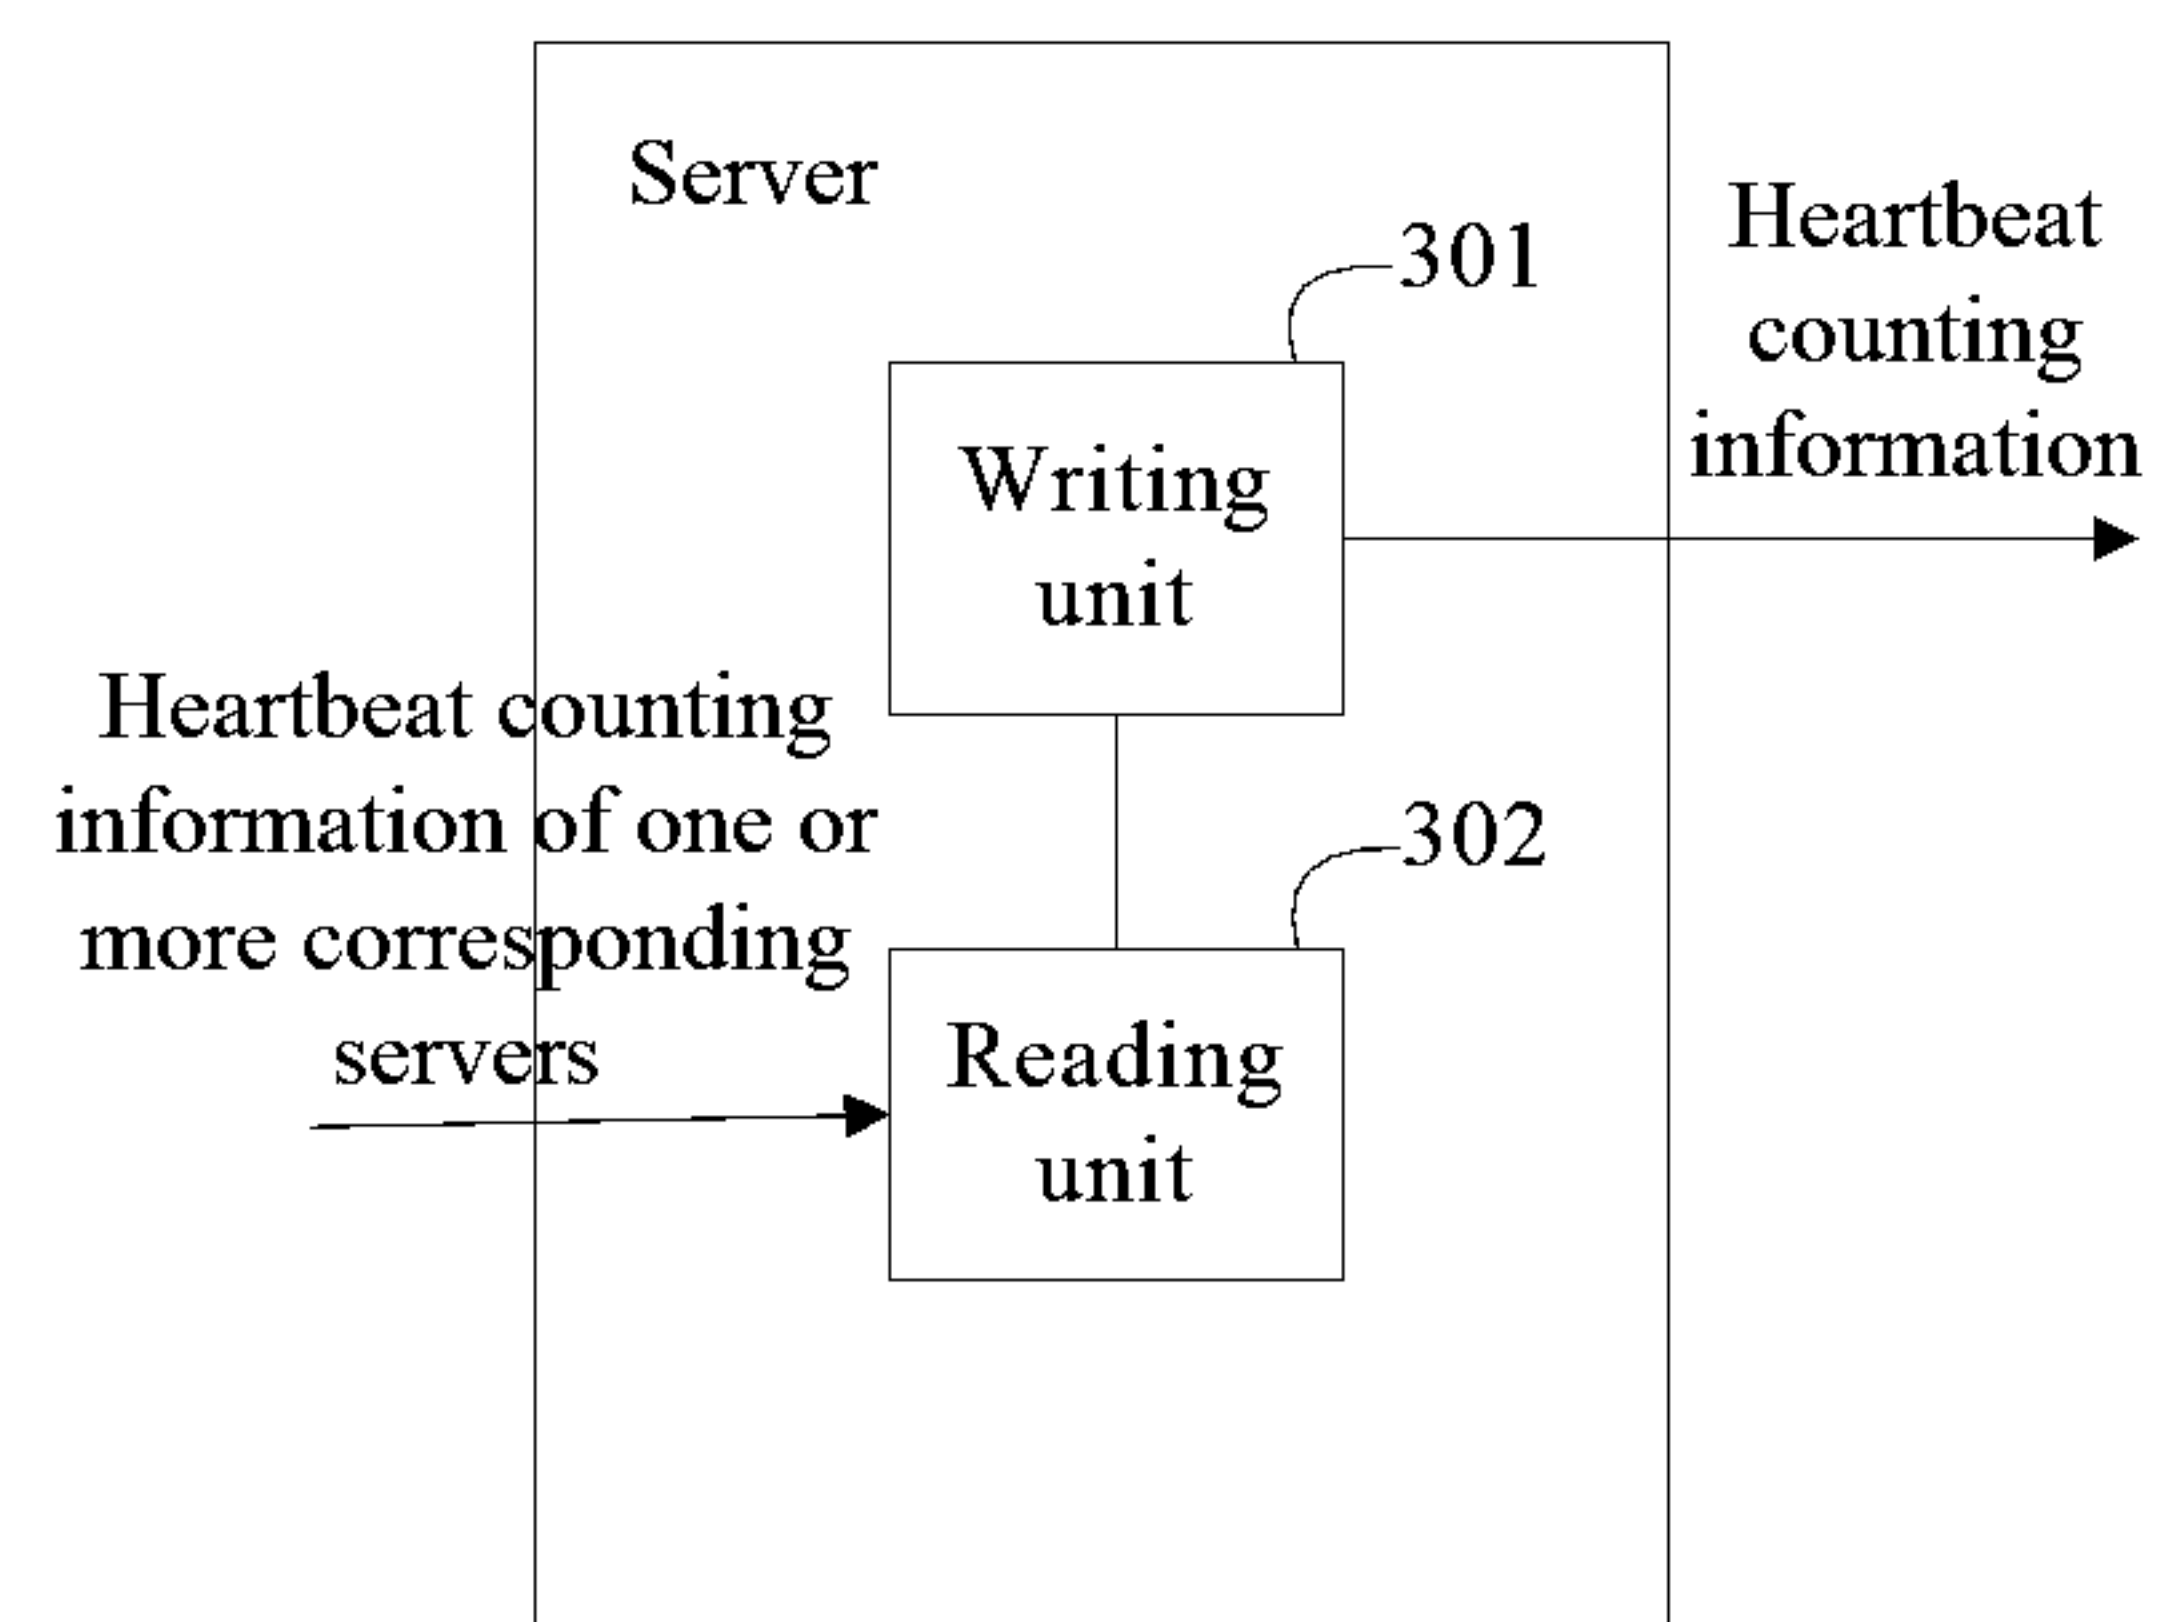 Server
301
Heartbeat
counting
information
Writing
unit
Heartbeat counting
information of one or
more corresponding
servers
302
Reading
unit